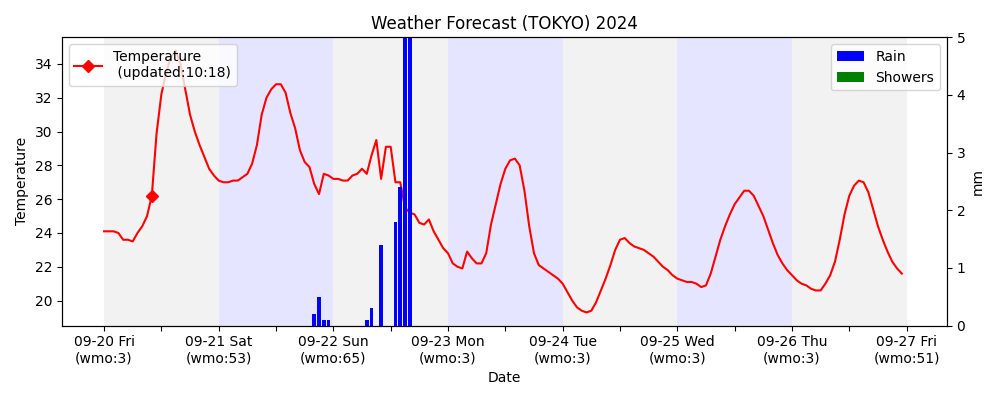 Weather Forecast (TOKYO) 2024
Temperature
(updated:10:18)
Rain
Showers
34
32
30
28
26
24
22
20
Temperature
5
4
3
2
1
0
mm
09-20 Fri
(wmo:3)
09-21 Sat
(wmo:53)
09-22 Sun
(wmo:65)
09-23 Mon
(wmo:3)
09-24 Tue
(wmo:3)
09-25 Wed
(wmo:3)
09-26 Thu
(wmo:3)
09-27 Fri
(wmo:51)
Date